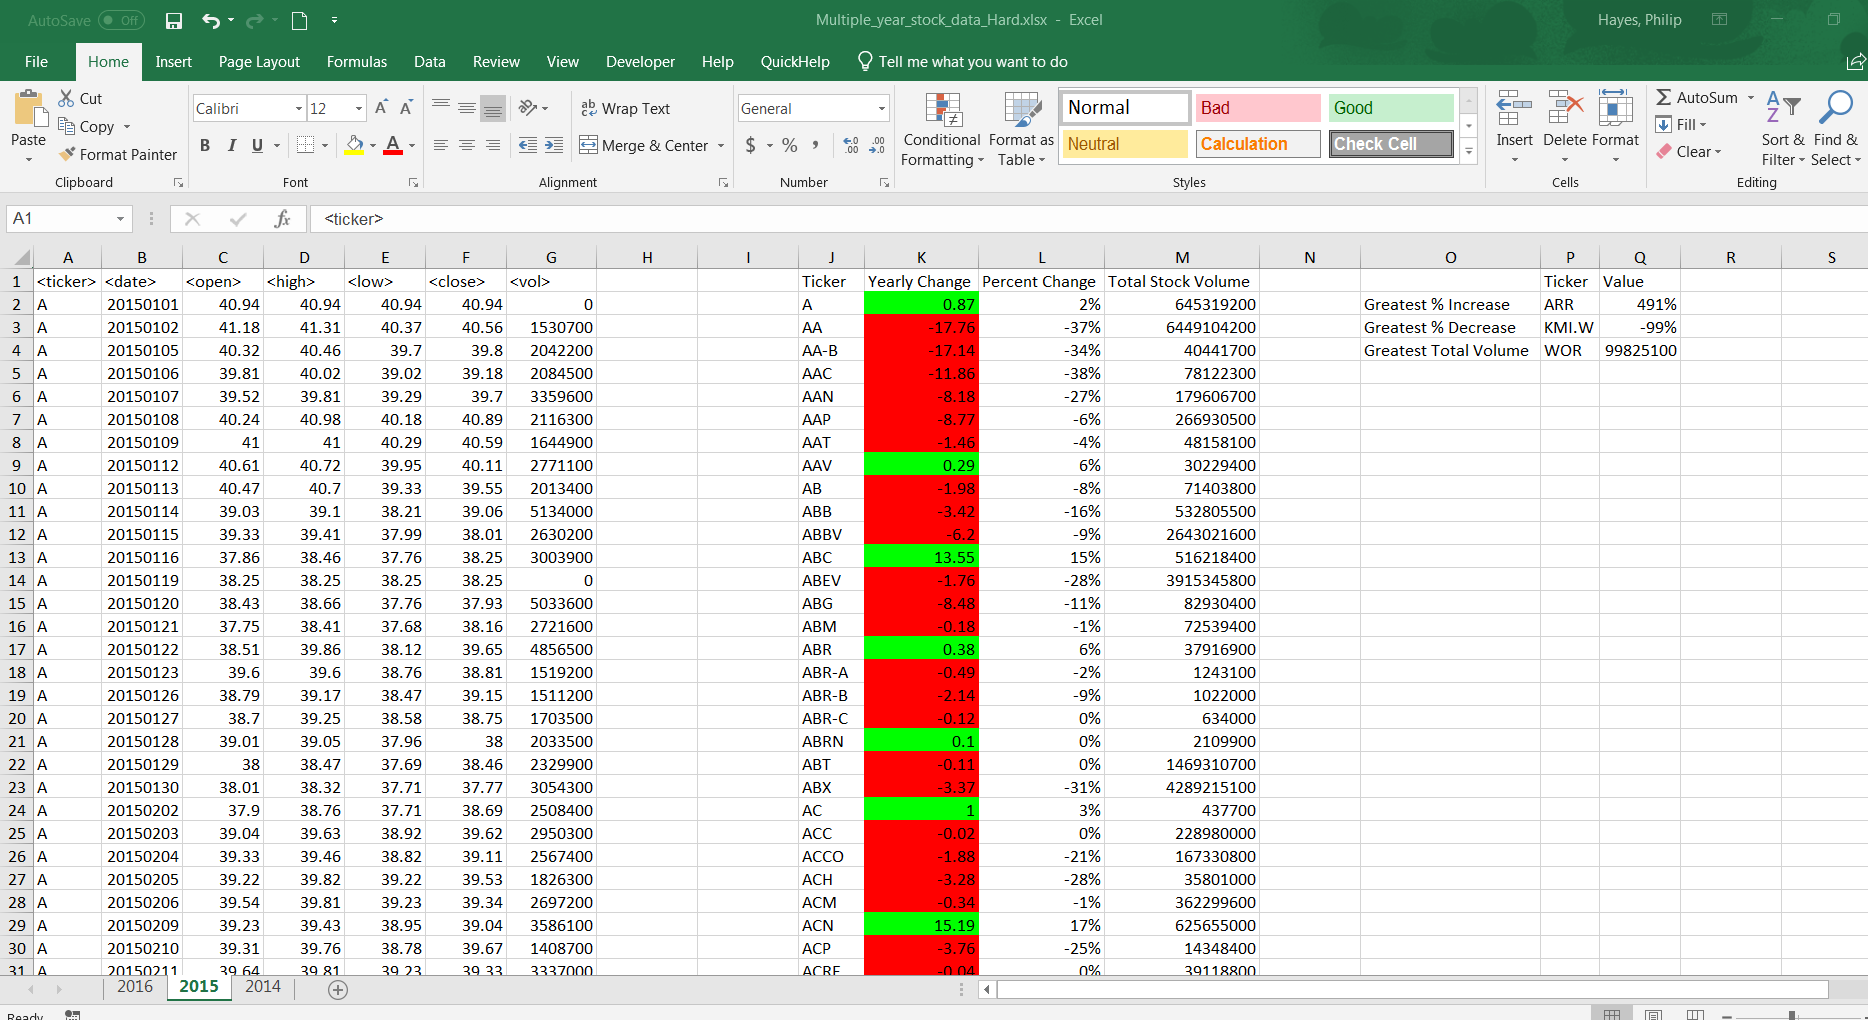 AutoSave Off Multiple_year_stock_data_Hard.xlsx - Excel Hayes, Philip
File Home Insert Page Layout Formulas Data Review View Developer Help QuickHelp Tell me what you want to do
Paste Cut Copy Format Painter Clipboard
Calibri 12 B I U A A A Font
Wrap Text Merge & Center Alignment
General $ % , Number
Conditional Formatting Format as Table Normal Bad Good Neutral Calculation Check Cell Styles
Insert Delete Format Cells
AutoSum Fill Clear Sort & Filter Find & Select Editing
A1 fx <ticker>
A B C D E F G H I J K L M N O P Q R S
1 <ticker> <date> <open> <high> <low> <close> <vol> Ticker Yearly Change Percent Change Total Stock Volume Ticker Value
2 A 20150101 40.94 40.94 40.94 40.94 0 A 0.87 2% 645319200 Greatest % Increase ARR 491%
3 A 20150102 41.18 41.31 40.37 40.56 1530700 AA -17.76 -37% 6449104200 Greatest % Decrease KMI.W -99%
4 A 20150105 40.32 40.46 39.7 39.8 2042200 AA-B -17.14 -34% 40441700 Greatest Total Volume WOR 99825100
5 A 20150106 39.81 40.02 39.02 39.18 2084500 AAC -11.86 -38% 78122300
6 A 20150107 39.52 39.81 39.29 39.7 3359600 AAN -8.18 -27% 179606700
7 A 20150108 40.24 40.98 40.18 40.89 2116300 AAP -8.77 -6% 266930500
8 A 20150109 41 41 40.29 40.59 1644900 AAT -1.46 -4% 48158100
9 A 20150112 40.61 40.72 39.95 40.11 2771100 AAV 0.29 6% 30229400
10 A 20150113 40.47 40.7 39.33 39.55 2013400 AB -1.98 -8% 71403800
11 A 20150114 39.03 39.1 38.21 39.06 5134000 ABB -3.42 -16% 532805500
12 A 20150115 39.33 39.41 37.99 38.01 2630200 ABBV -6.2 -9% 2643021600
13 A 20150116 37.86 38.46 37.76 38.25 3003900 ABC 13.55 15% 516218400
14 A 20150119 38.25 38.25 38.25 38.25 0 ABEV -1.76 -28% 3915345800
15 A 20150120 38.43 38.66 37.76 37.93 5033600 ABG -8.48 -11% 82930400
16 A 20150121 37.75 38.41 37.68 38.16 2721600 ABM -0.18 -1% 72539400
17 A 20150122 38.51 39.86 38.12 39.65 4856500 ABR 0.38 6% 37916900
18 A 20150123 39.6 39.6 38.76 38.81 1519200 ABR-A -0.49 -2% 1243100
19 A 20150126 38.79 39.17 38.47 39.15 1511200 ABR-B -2.14 -9% 1022000
20 A 20150127 38.7 39.25 38.58 38.75 1703500 ABR-C -0.12 0% 634000
21 A 20150128 39.01 39.05 37.96 38 2033500 ABRN 0.1 0% 2109900
22 A 20150129 38 38.47 37.69 38.46 2329900 ABT -0.11 0% 1469310700
23 A 20150130 38.01 38.32 37.71 37.77 3054300 ABX -3.37 -31% 4289215100
24 A 20150202 37.9 38.76 37.71 38.69 2508400 AC 1 3% 437700
25 A 20150203 39.04 39.63 38.92 39.62 2950300 ACC -0.02 0% 228980000
26 A 20150204 39.33 39.46 38.82 39.11 2567400 ACCO -1.88 -21% 167330800
27 A 20150205 39.22 39.82 39.22 39.53 1826300 ACH -3.28 -28% 35801000
28 A 20150206 39.54 39.81 39.23 39.34 2697200 ACM -0.34 -1% 362299600
29 A 20150209 39.23 39.43 38.95 39.04 3586100 ACN 15.19 17% 625655000
30 A 20150210 39.31 39.76 38.78 39.67 1408700 ACP -3.76 -25% 14348400
31 A 20150211 39.64 39.81 39.23 39.33 3337000 ACRE -0.04 0% 39118800
2016 2015 2014
Ready